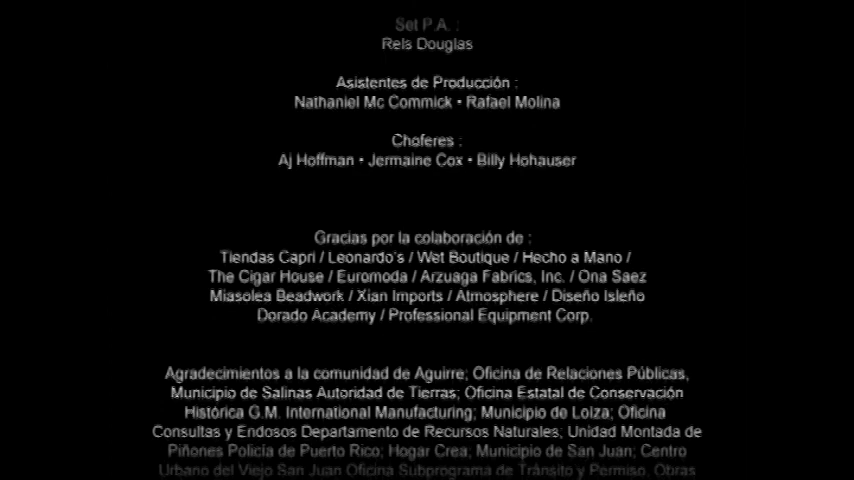 Set P.A. :
Rels Douglas
Asistentes de Producción :
Nathaniel Mc Commick • Rafael Molina
Choferes :
Aj Hoffman • Jermaine Cox • Billy Hohauser
Gracias por la colaboración de :
Tiendas Capri / Leonardo's / Wet Boutique / Hecho a Mano /
The Cigar House / Euromoda / Arzuaga Fabrics, Inc. / Ona Saez
Miasolea Beadwork / Xian Imports / Atmosphere / Diseño Isleño
Dorado Academy / Professional Equipment Corp.
Agradecimientos a la comunidad de Aguirre; Oficina de Relaciones Públicas,
Municipio de Salinas Autoridad de Tierras; Oficina Estatal de Conservación
Histórica G.M. International Manufacturing; Municipio de Loiza; Oficina
Consultas y Endosos Departamento de Recursos Naturales; Unidad Montada de
Piñones Policía de Puerto Rico; Hogar Crea; Municipio de San Juan; Centro
Urbano del Viejo San Juan Oficina Subprograma de Tránsito y Permiso, Obras